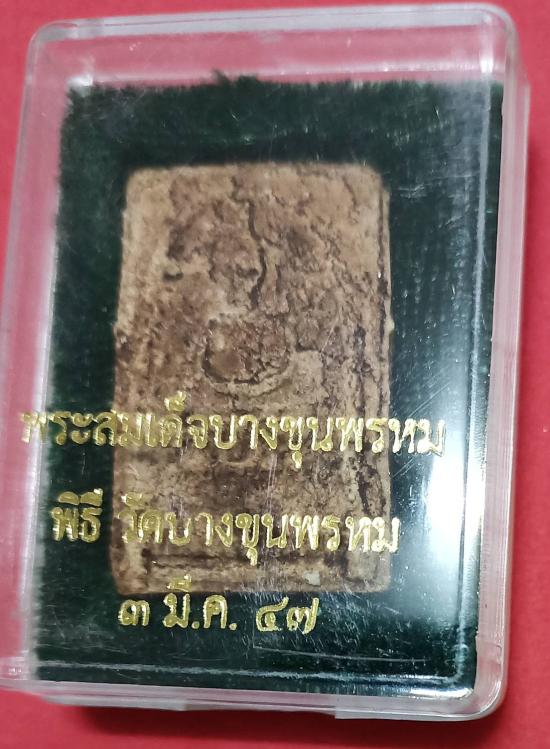 พระสมเด็จบางขุนพรหม
พิธี วัดบางขุนพรหม
๓ มี.ค. ๔๗